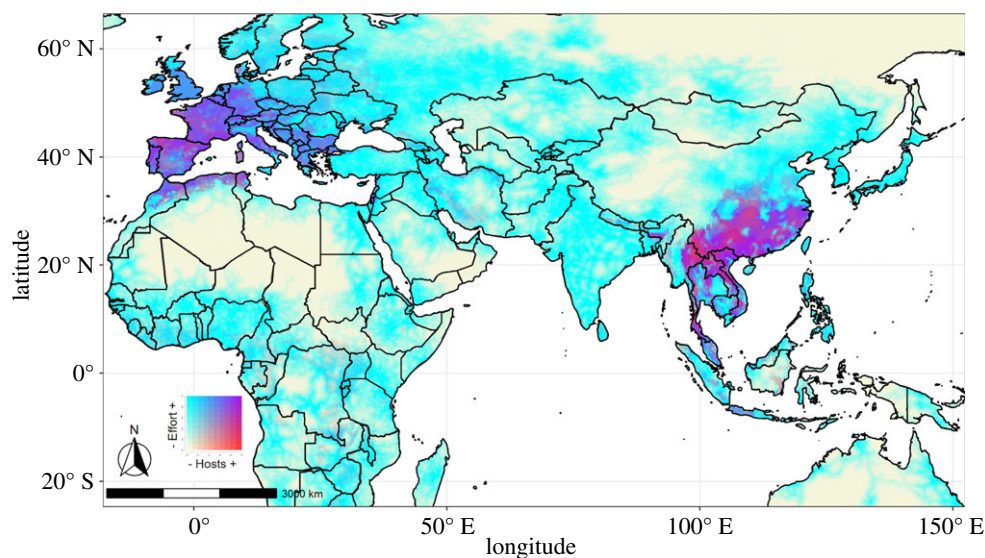 60° N
40° N
20° N
0°
20° S
latitude
- Effort +
- Hosts +
N
3000 km
0°
50° E
100° E
150° E
longitude